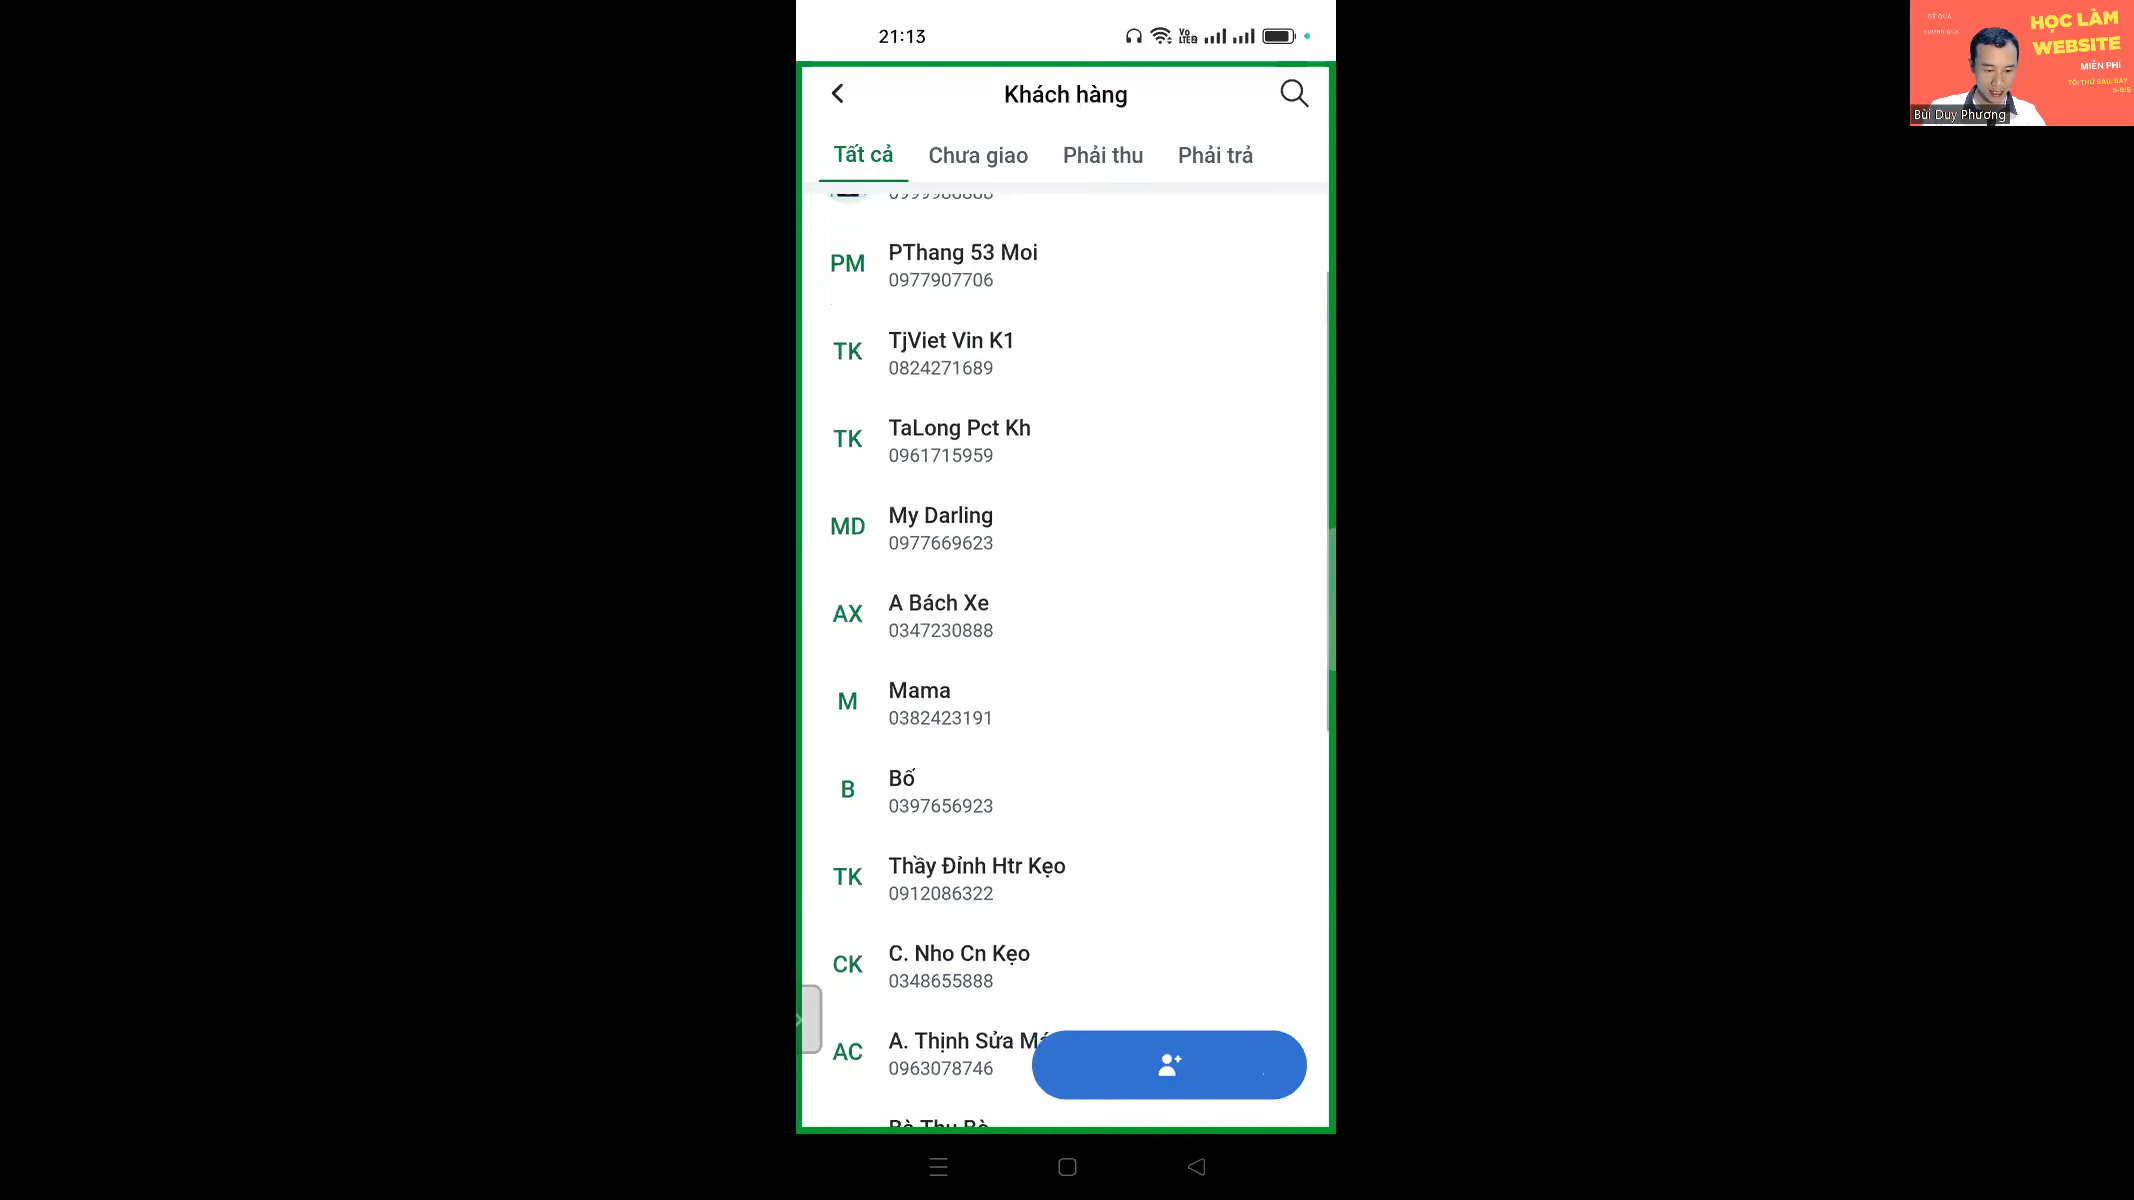 21:13
Khách hàng
Tất cả
Chưa giao
Phải thu
Phải trả
PM
PThang 53 Moi
0977907706
TK
TjViet Vin K1
0824271689
TK
TaLong Pct Kh
0961715959
MD
My Darling
0977669623
AX
A Bách Xe
0347230888
M
Mama
0382423191
B
Bố
0397656923
TK
Thầy Đỉnh Htr Kẹo
0912086322
CK
C. Nho Cn Kẹo
0348655888
AC
A. Thịnh Sửa
0963078746
HỌC LÀM
WEBSITE
MIỄN PHÍ
Bùi Duy Phương